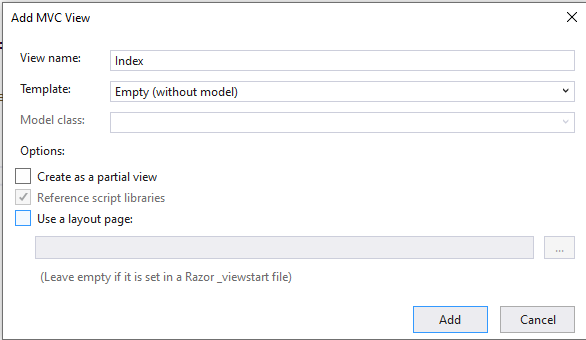 Add MVC View
View name: Index
Template: Empty (without model)
Model class:
Options:
Create as a partial view
Reference script libraries
Use a layout page:
...
(Leave empty if it is set in a Razor _viewstart file)
Add Cancel